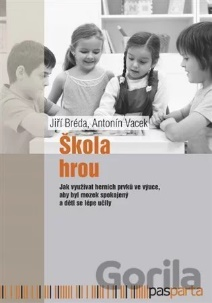 Jiří Bréda, Antonín Vacek
Škola
hrou
Jak využívat herních prvků ve výuce,
aby byl mozek spokojený
a děti se lépe učily
pasparta
Gorila